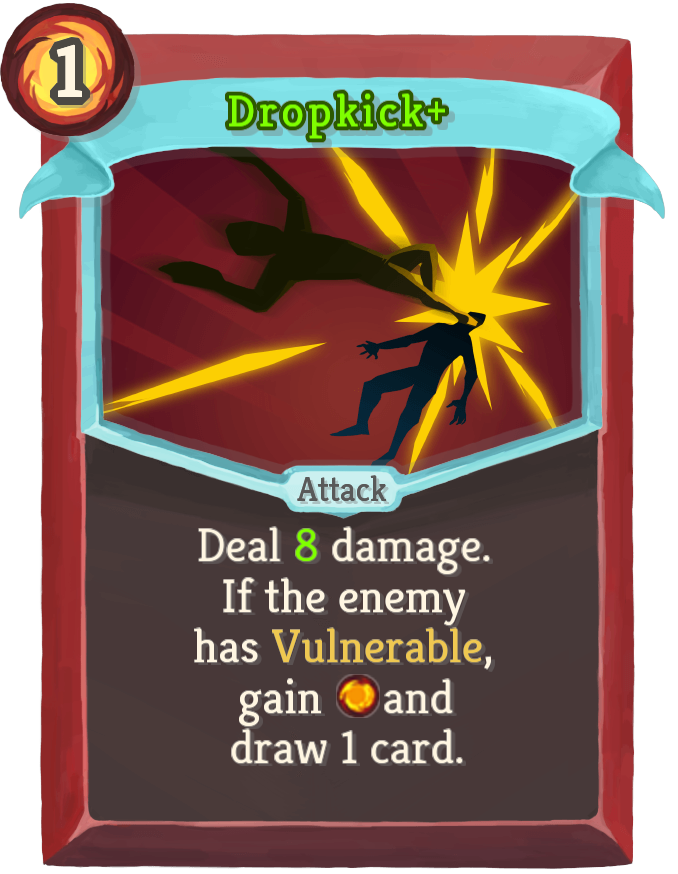 1
Dropkick+
Attack
Deal 8 damage.
If the enemy
has Vulnerable,
gain and
draw 1 card.